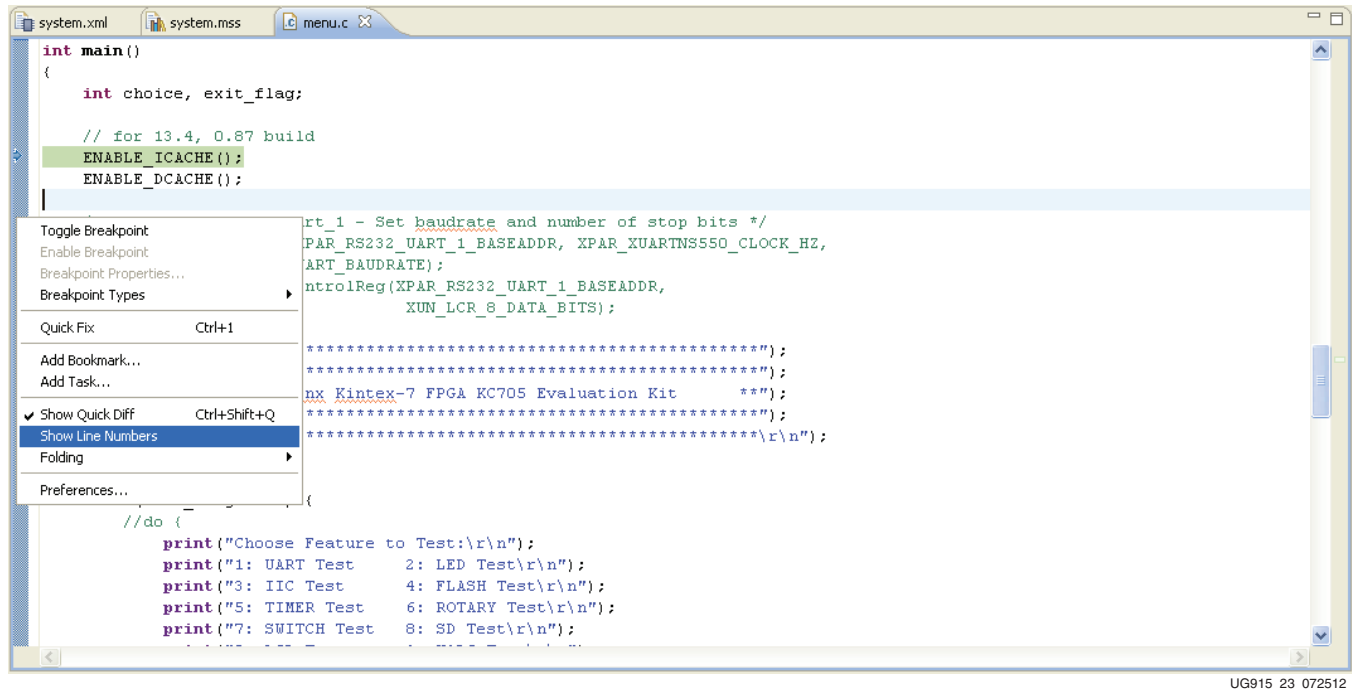 system.xml system.mss menu.c
int main()
{
int choice, exit_flag;
// for 13.4, 0.87 build
ENABLE_ICACHE();
ENABLE_DCACHE();
rt_1 - Set baudrate and number of stop bits */
XPAR_RS232_UART_1_BASEADDR, XPAR_XUARTNS550_CLOCK_HZ,
ART_BAUDRATE);
ntrolReg(XPAR_RS232_UART_1_BASEADDR,
XUN_LCR_8_DATA_BITS);
*********************************************");
*********************************************");
nx Kintex-7 FPGA KC705 Evaluation Kit **");
*********************************************");
*********************************************\r\n");
{
Toggle Breakpoint
Enable Breakpoint
Breakpoint Properties...
Breakpoint Types
Quick Fix Ctrl+1
Add Bookmark...
Add Task...
Show Quick Diff Ctrl+Shift+Q
Show Line Numbers
Folding
Preferences...
//do {
print("Choose Feature to Test:\r\n");
print("1: UART Test 2: LED Test\r\n");
print("3: IIC Test 4: FLASH Test\r\n");
print("5: TIMER Test 6: ROTARY Test\r\n");
print("7: SWITCH Test 8: SD Test\r\n");
UG915_23_072512